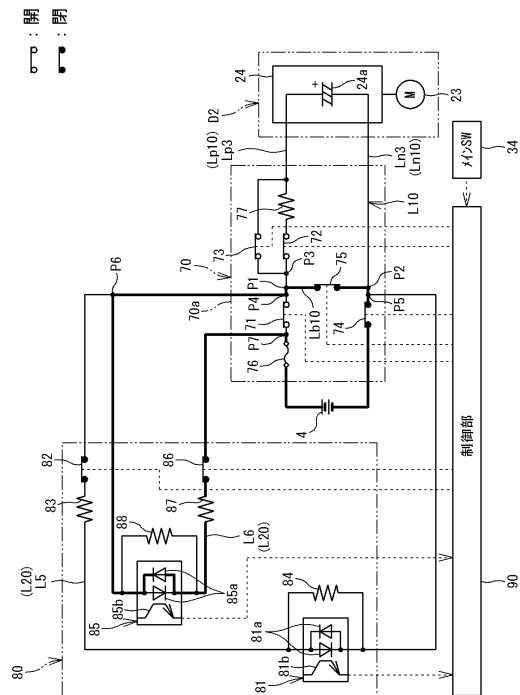 ：開
：閉
24
24a
M
23
D2
(Lp10)
Lp3
Ln3
(Ln10)
メインSW
34
L10
77
73
72
70
P3
75
P6
P1
P2
P4
P5
70a
71
Lb10
74
P7
76
4
制御部
82
86
83
87
88
L6
(L20)
(L20)
L5
85a
85b
85
84
81a
81b
81
80
90